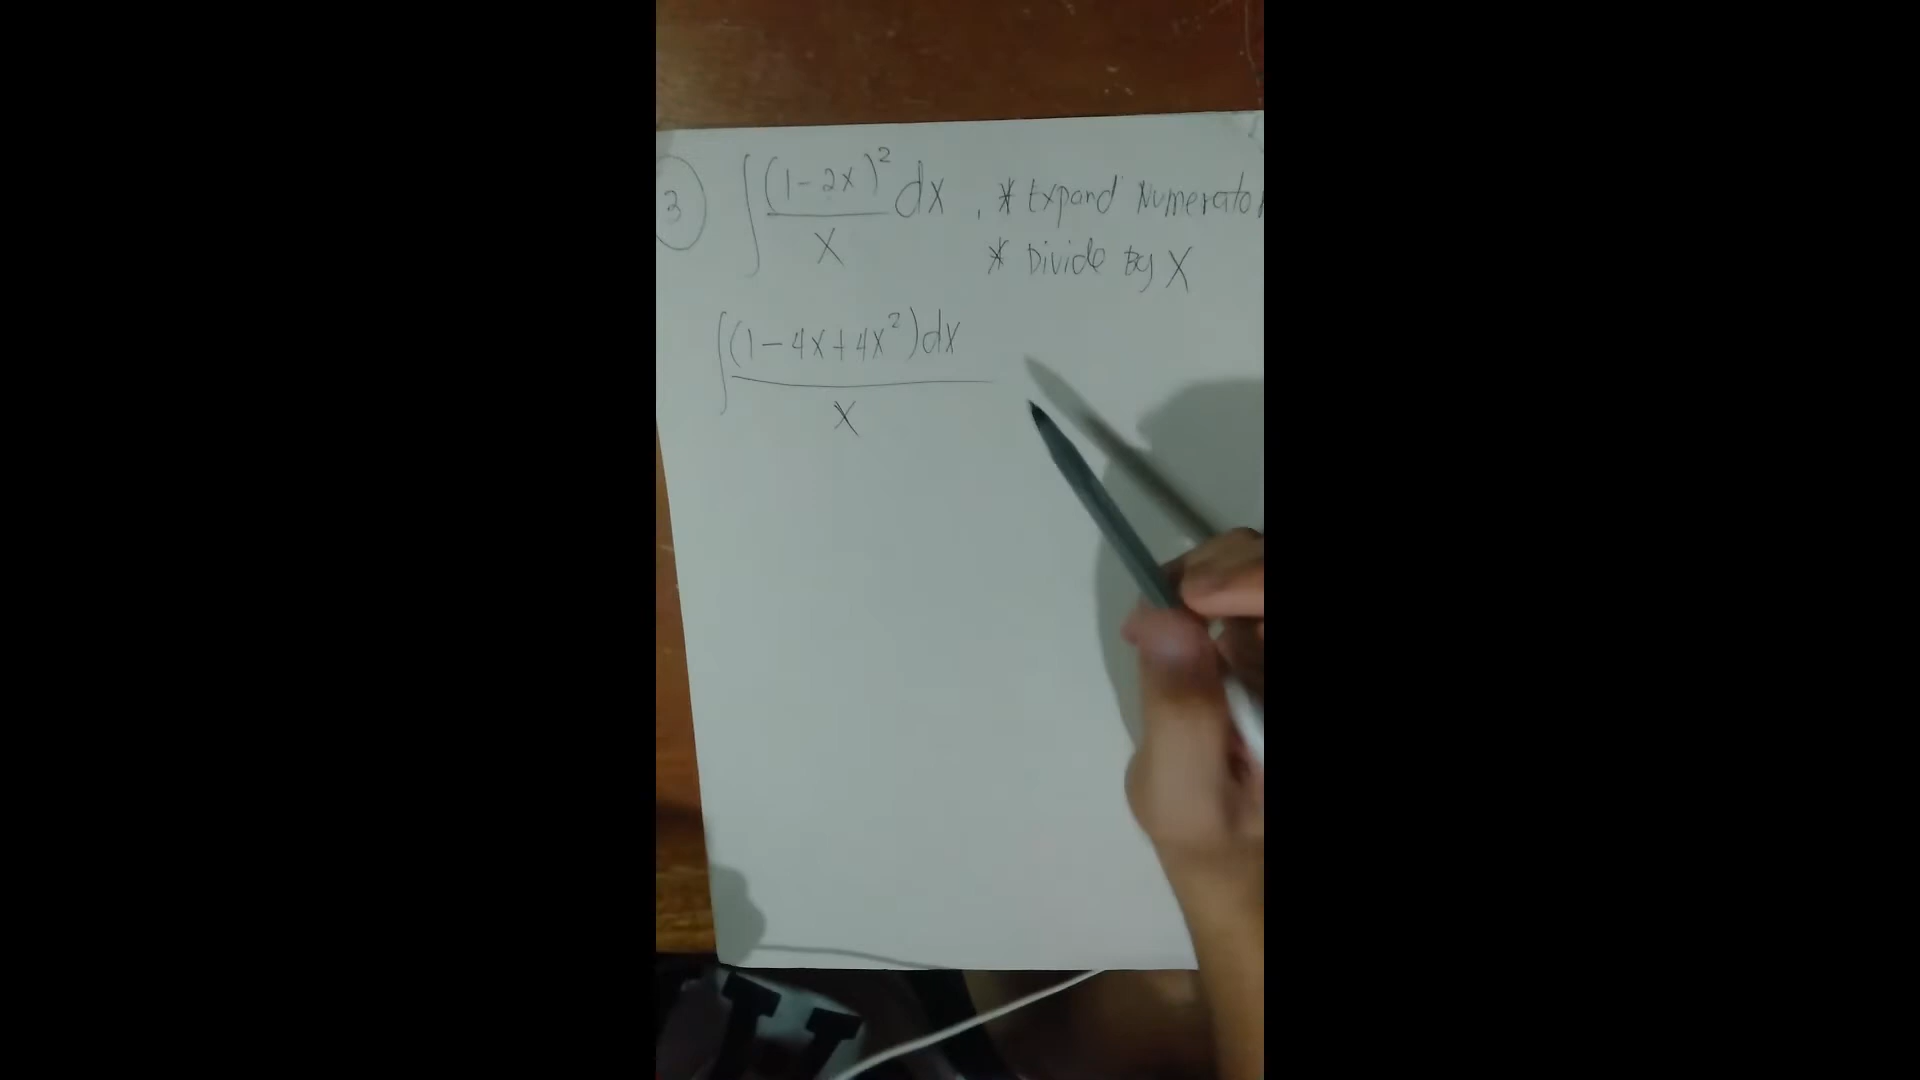 3 ∫ (1-2x)²/x dx, * Expand Numerator
* Divide By X
∫ (1-4x+4x²)dx/x